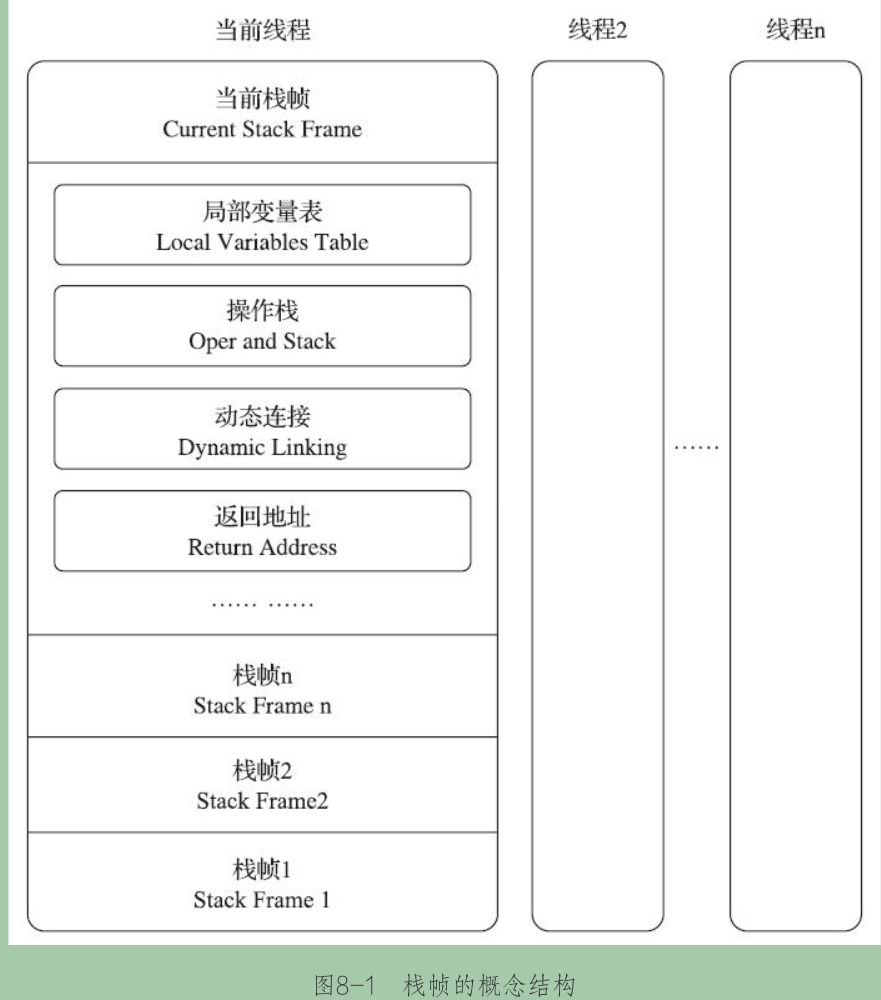 当前线程
线程2
线程n
当前栈帧
Current Stack Frame
局部变量表
Local Variables Table
操作栈
Oper and Stack
动态连接
Dynamic Linking
……
返回地址
Return Address
…… ……
栈帧n
Stack Frame n
栈帧2
Stack Frame2
栈帧1
Stack Frame 1
图8-1 栈帧的概念结构